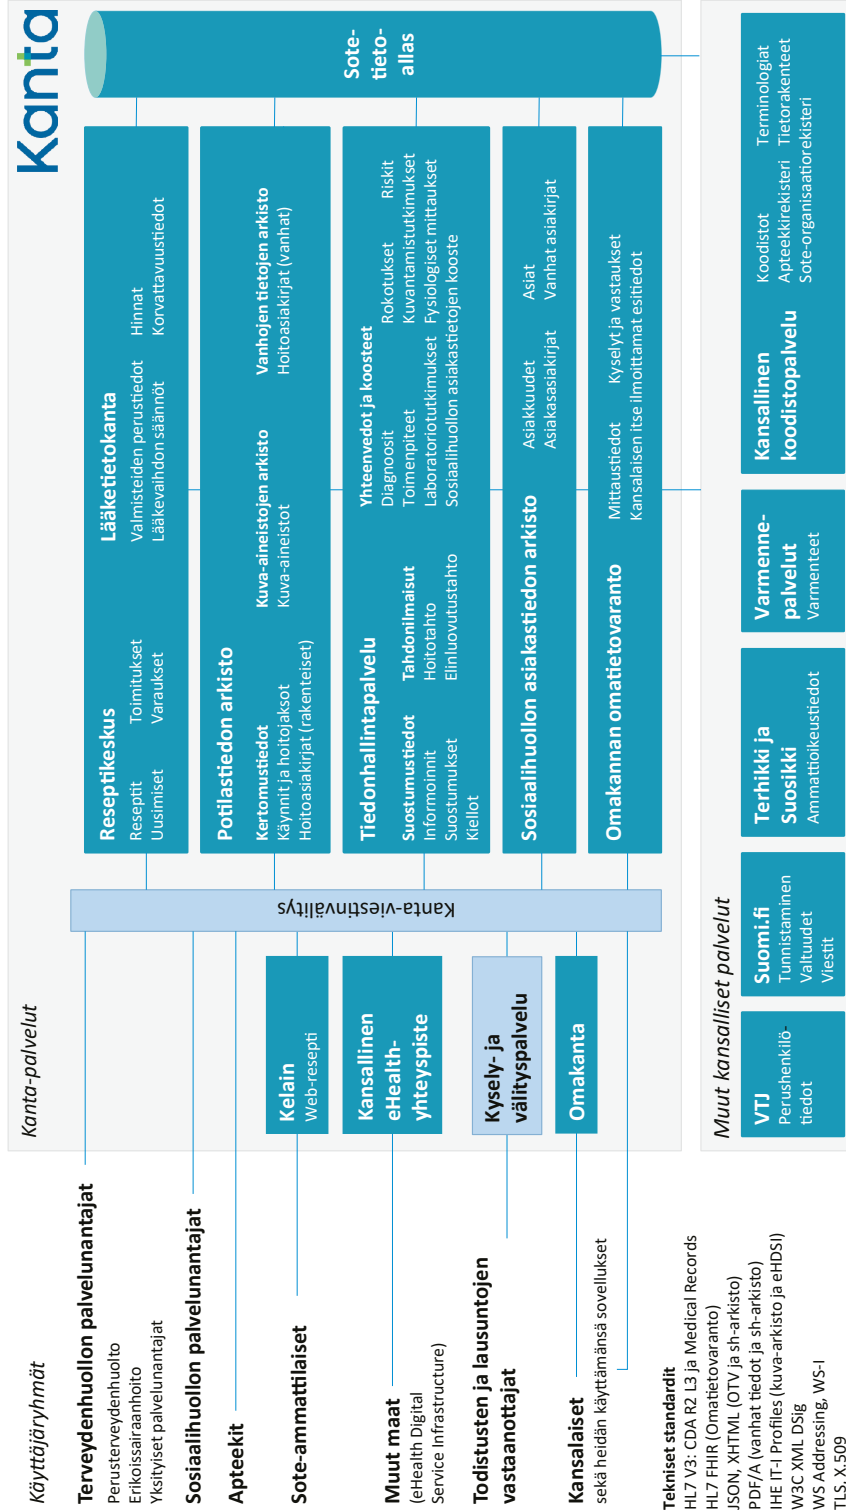 Kanta
Käyttäjäryhmät
Terveydenhuollon palvelunantajat
Perusterveydenhuolto
Erikoissairaanhoito
Yksityiset palvelunantajat
Sosiaalihuollon palvelunantajat
Apteekit
Sote-ammattilaiset
Muut maat
(eHealth Digital
Service Infrastructure)
Todistusten ja lausuntojen
vastaanottajat
Kansalaiset
sekä heidän käyttämänsä sovellukset
Tekniset standardit
HL7 V3: CDA R2 L3 ja Medical Records
HL7 FHIR (Omatietovaranto)
JSON, XHTML (OTV ja sh-arkisto)
PDF/A (vanhat tiedot ja sh-arkisto)
IHE IT-I Profiles (kuva-arkisto ja eHDSI)
W3C XML DSig
WS Addressing, WS-I
TLS. X.509
Kanta-palvelut
Kelain
Web-resepti
Kansallinen
eHealth-
yhteyspiste
Kysely- ja
välityspalvelu
Omakanta
Kanta-viestinvälitys
Reseptikeskus
Reseptit
Uusimiset
Toimitukset
Varaukset
Lääketietokanta
Valmisteiden perustiedot
Lääkevaihdon säännöt
Hinnat
Korvattavuustiedot
Potilastiedon arkisto
Kertomustiedot
Käynnit ja hoitojaksot
Hoitoasiakirjat (rakenteiset)
Kuva-aineistojen arkisto
Kuva-aineistot
Vanhojen tietojen arkisto
Hoitoasiakirjat (vanhat)
Tiedonhallintapalvelu
Suostumustiedot
Informoinnit
Suostumukset
Kiellot
Tahdonilmaisut
Hoitotahto
Elinluovutustahto
Yhteenvedot ja koosteet
Diagnoosit
Toimenpiteet
Laboratoriotutkimukset
Sosiaalihuollon asiakastietojen kooste
Rokotukset
Kuvantamistutkimukset
Fysiologiset mittaukset
Riskit
Sosiaalihuollon asiakastiedon arkisto
Asiakkuudet
Asiakasasiakirjat
Asiat
Vanhat asiakirjat
Omakannan omatietovaranto
Mittaustiedot
Kyselyt ja vastaukset
Kansalaisen itse ilmoittamat esitiedot
Sote-
tieto-
allas
Muut kansalliset palvelut
VTJ
Perushenkilö-
tiedot
Suomi.fi
Tunnistaminen
Valtuudet
Viestit
Terhikki ja
Suosikki
Ammattioikeustiedot
Varmenne-
palvelut
Varmenteet
Kansallinen
koodistopalvelu
Koodistot
Terminologiat
Apteekkirekisteri
Tietorakenteet
Sote-organisaatiorekisteri